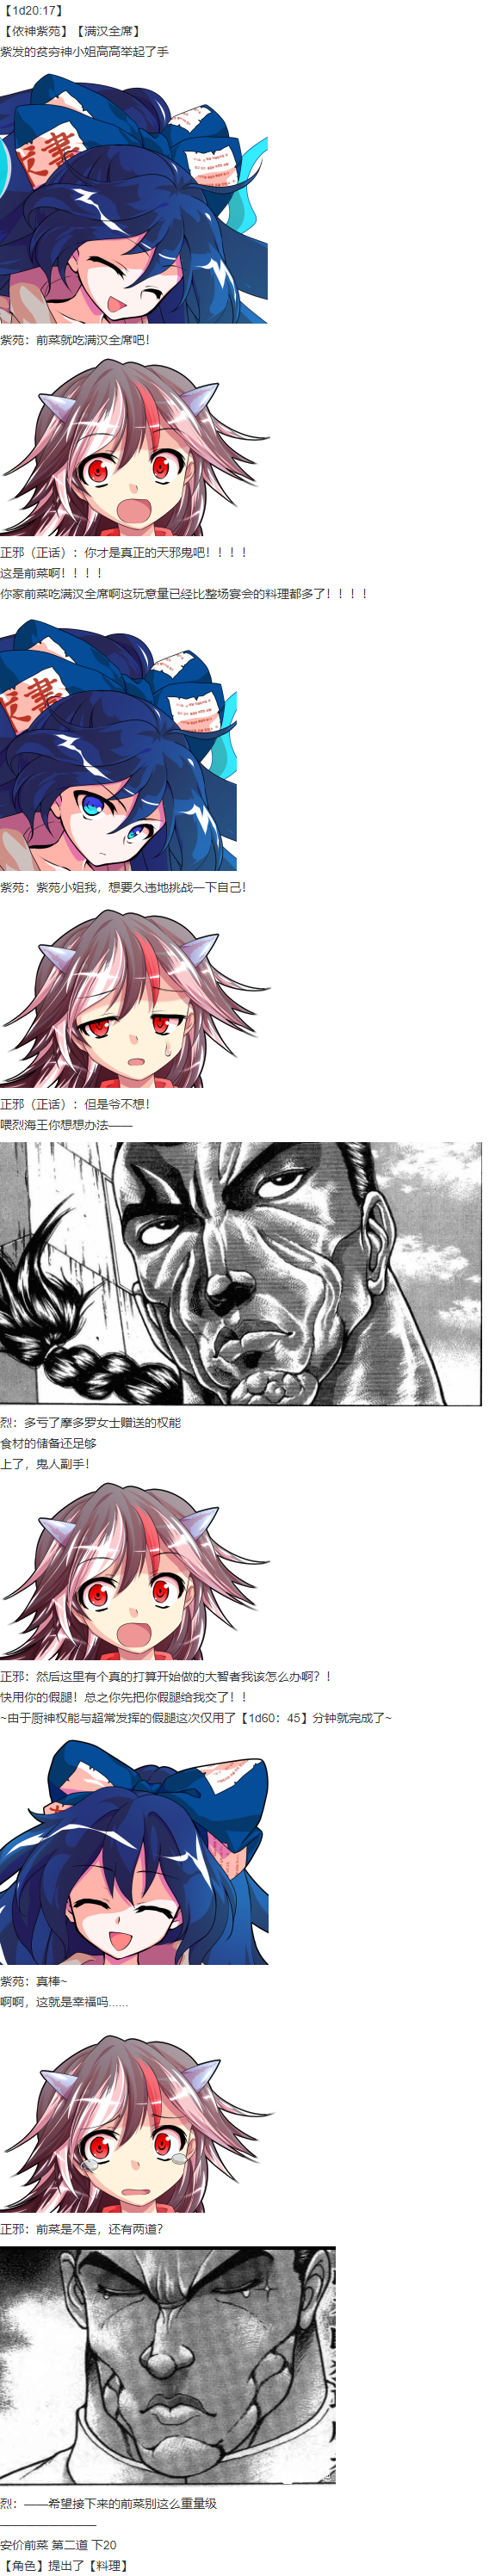 【1d20:17】
【依神紫苑】【满汉全席】
紫发的贫穷神小姐高高举起了手
紫苑：前菜就吃满汉全席吧！
正邪（正话）：你才是真正的天邪鬼吧！！！！
这是前菜啊！！！！
你家前菜吃满汉全席啊这玩意量已经比整场宴会的料理都多了！！！！
紫苑：紫苑小姐我，想要久违地挑战一下自己！
正邪（正话）：但是爷不想！
喂烈海王你想想办法——
烈：多亏了摩多罗女士赠送的权能
食材的储备还足够
上了，鬼人副手！
正邪：然后这里有个真的打算开始做的大智者我该怎么办啊？！
快用你的假腿！总之你先把你假腿给我交了！！
~由于厨神权能与超常发挥的假腿这次仅用了【1d60：45】分钟就完成了~
紫苑：真棒~
啊啊，这就是幸福吗......
正邪：前菜是不是，还有两道？
烈：——希望接下来的前菜别这么重量级
————————
安价前菜 第二道 下20
【角色】提出了【料理】